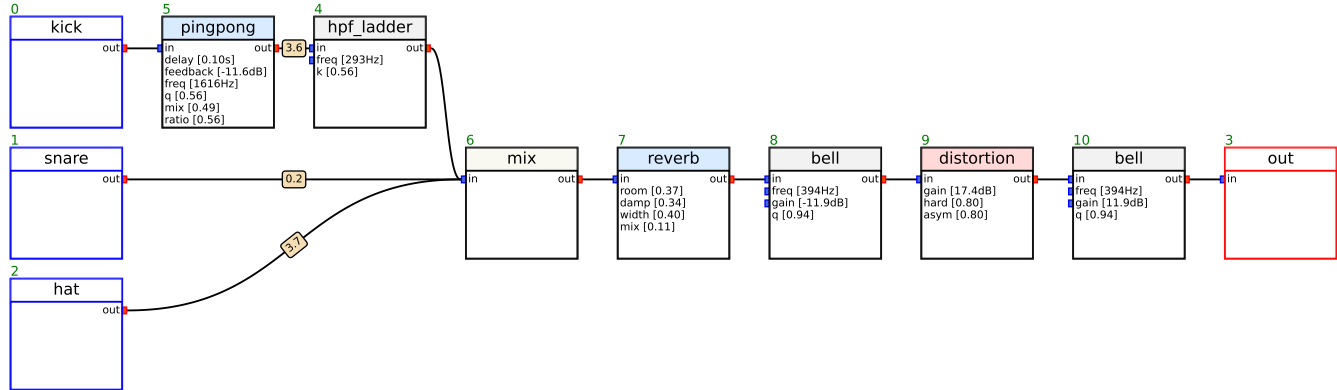 0
kick
out
5
pingpong
in out
delay [0.10s]
feedback [-11.6dB]
freq [1616Hz]
q [0.56]
mix [0.49]
ratio [0.56]
3.6
4
hpf_ladder
in out
freq [293Hz]
k [0.56]
1
snare
out
0.2
2
hat
out
3.7
6
mix
in out
7
reverb
in out
room [0.37]
damp [0.34]
width [0.40]
mix [0.11]
8
bell
in out
freq [394Hz]
gain [-11.9dB]
q [0.94]
9
distortion
in out
gain [17.4dB]
hard [0.80]
asym [0.80]
10
bell
in out
freq [394Hz]
gain [11.9dB]
q [0.94]
3
out
in